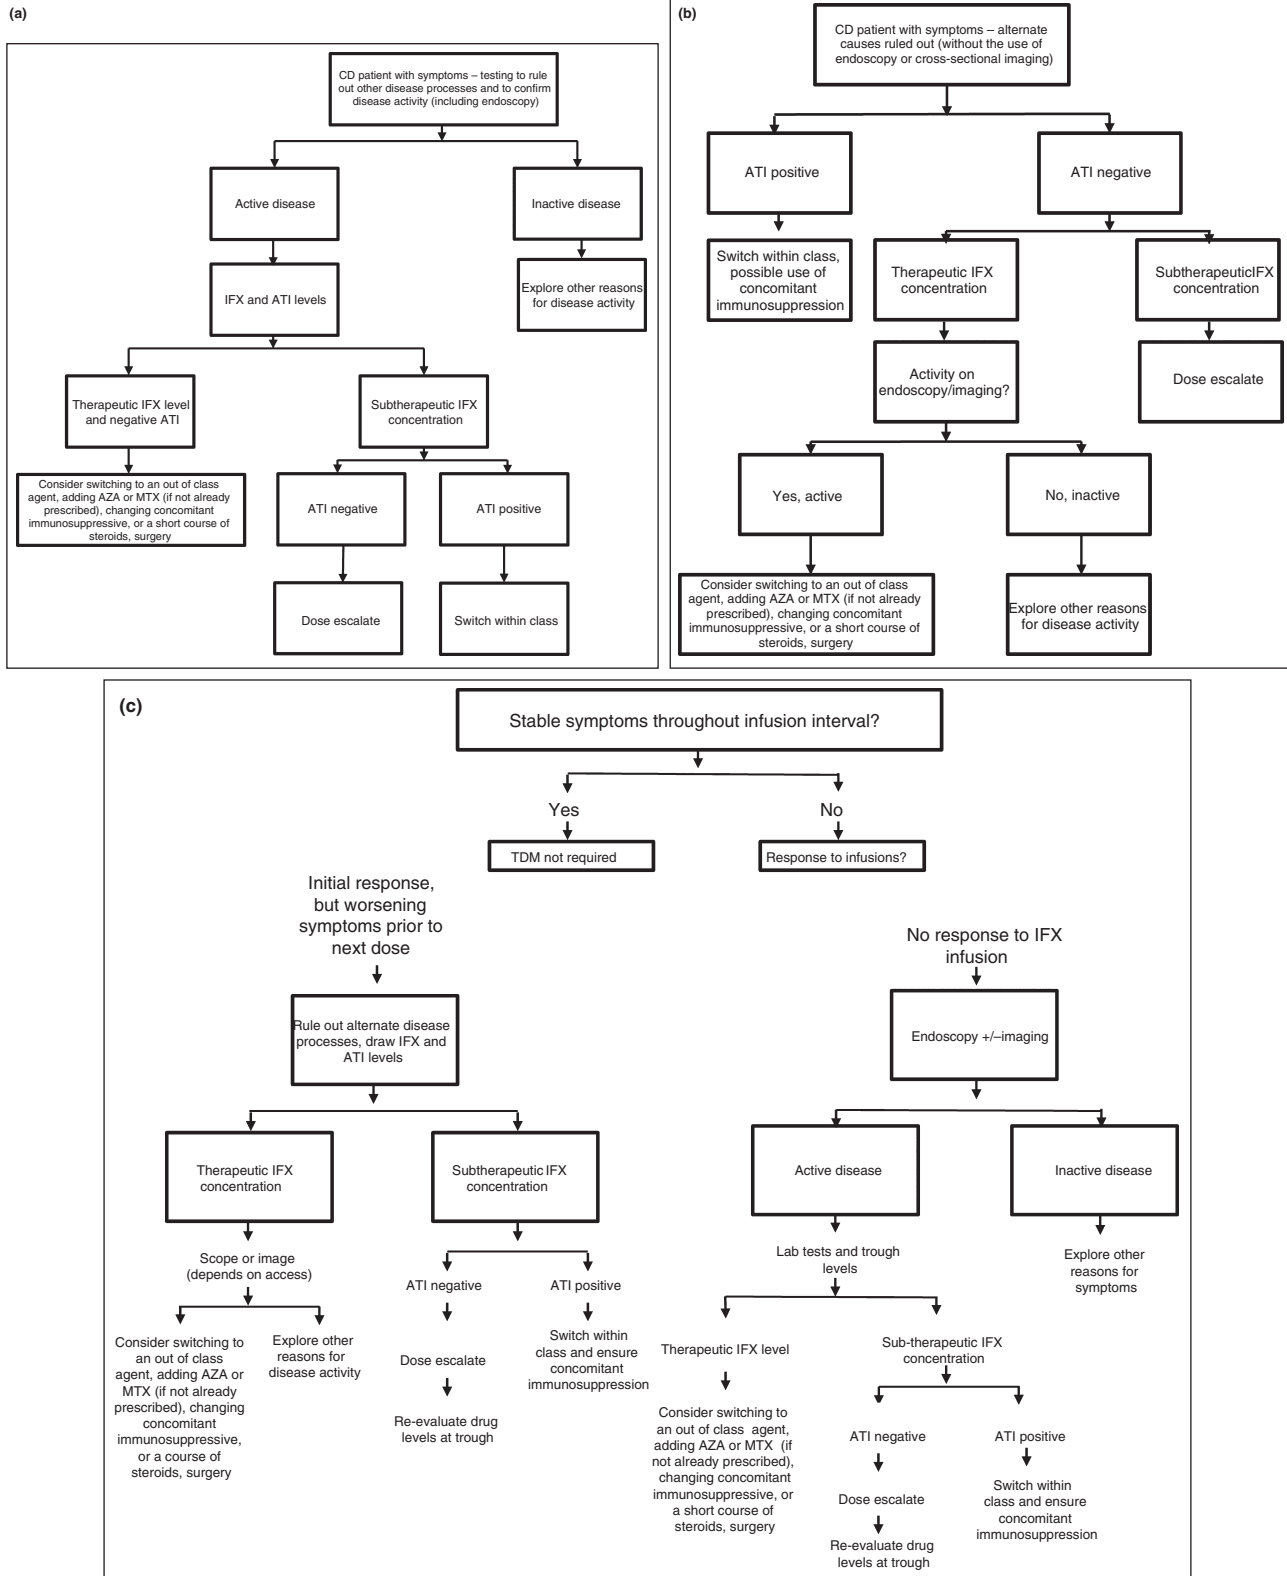 (a)
CD patient with symptoms – testing to rule
out other disease processes and to confirm
disease activity (including endoscopy)
Active disease
Inactive disease
IFX and ATI levels
Explore other reasons
for disease activity
Therapeutic IFX level
and negative ATI
Subtherapeutic IFX
concentration
Consider switching to an out of class
agent, adding AZA or MTX (if not already
prescribed), changing concomitant
immunosuppressive, or a short course of
steroids, surgery
ATI negative
ATI positive
Dose escalate
Switch within class
(b)
CD patient with symptoms – alternate
causes ruled out (without the use of
endoscopy or cross-sectional imaging)
ATI positive
ATI negative
Switch within class,
possible use of
concomitant
immunosuppression
Therapeutic IFX
concentration
SubtherapeuticIFX
concentration
Activity on
endoscopy/imaging?
Dose escalate
Yes, active
No, inactive
Consider switching to an out of class
agent, adding AZA or MTX (if not already
prescribed), changing concomitant
immunosuppressive, or a short course of
steroids, surgery
Explore other reasons
for disease activity
(c)
Stable symptoms throughout infusion interval?
Yes
No
TDM not required
Response to infusions?
Initial response,
but worsening
symptoms prior to
next dose
No response to IFX
infusion
Rule out alternate disease
processes, draw IFX and
ATI levels
Endoscopy +/–imaging
Therapeutic IFX
concentration
Subtherapeutic IFX
concentration
Active disease
Inactive disease
Scope or image
(depends on access)
ATI negative
ATI positive
Lab tests and trough
levels
Explore other
reasons for
symptoms
Consider switching to
an out of class
agent, adding AZA or
MTX (if not already
prescribed), changing
concomitant
immunosuppressive,
or a course of
steroids, surgery
Explore other
reasons for
disease activity
Dose escalate
Re-evaluate drug
levels at trough
Switch within
class and ensure
concomitant
immunosuppression
Therapeutic IFX level
Sub-therapeutic IFX
concentration
Consider switching to
an out of class agent,
adding AZA or MTX (if
not already prescribed),
changing concomitant
immunosuppressive, or
a short course of
steroids, surgery
ATI negative
ATI positive
Dose escalate
Re-evaluate drug
levels at trough
Switch within
class and ensure
concomitant
immunosuppression